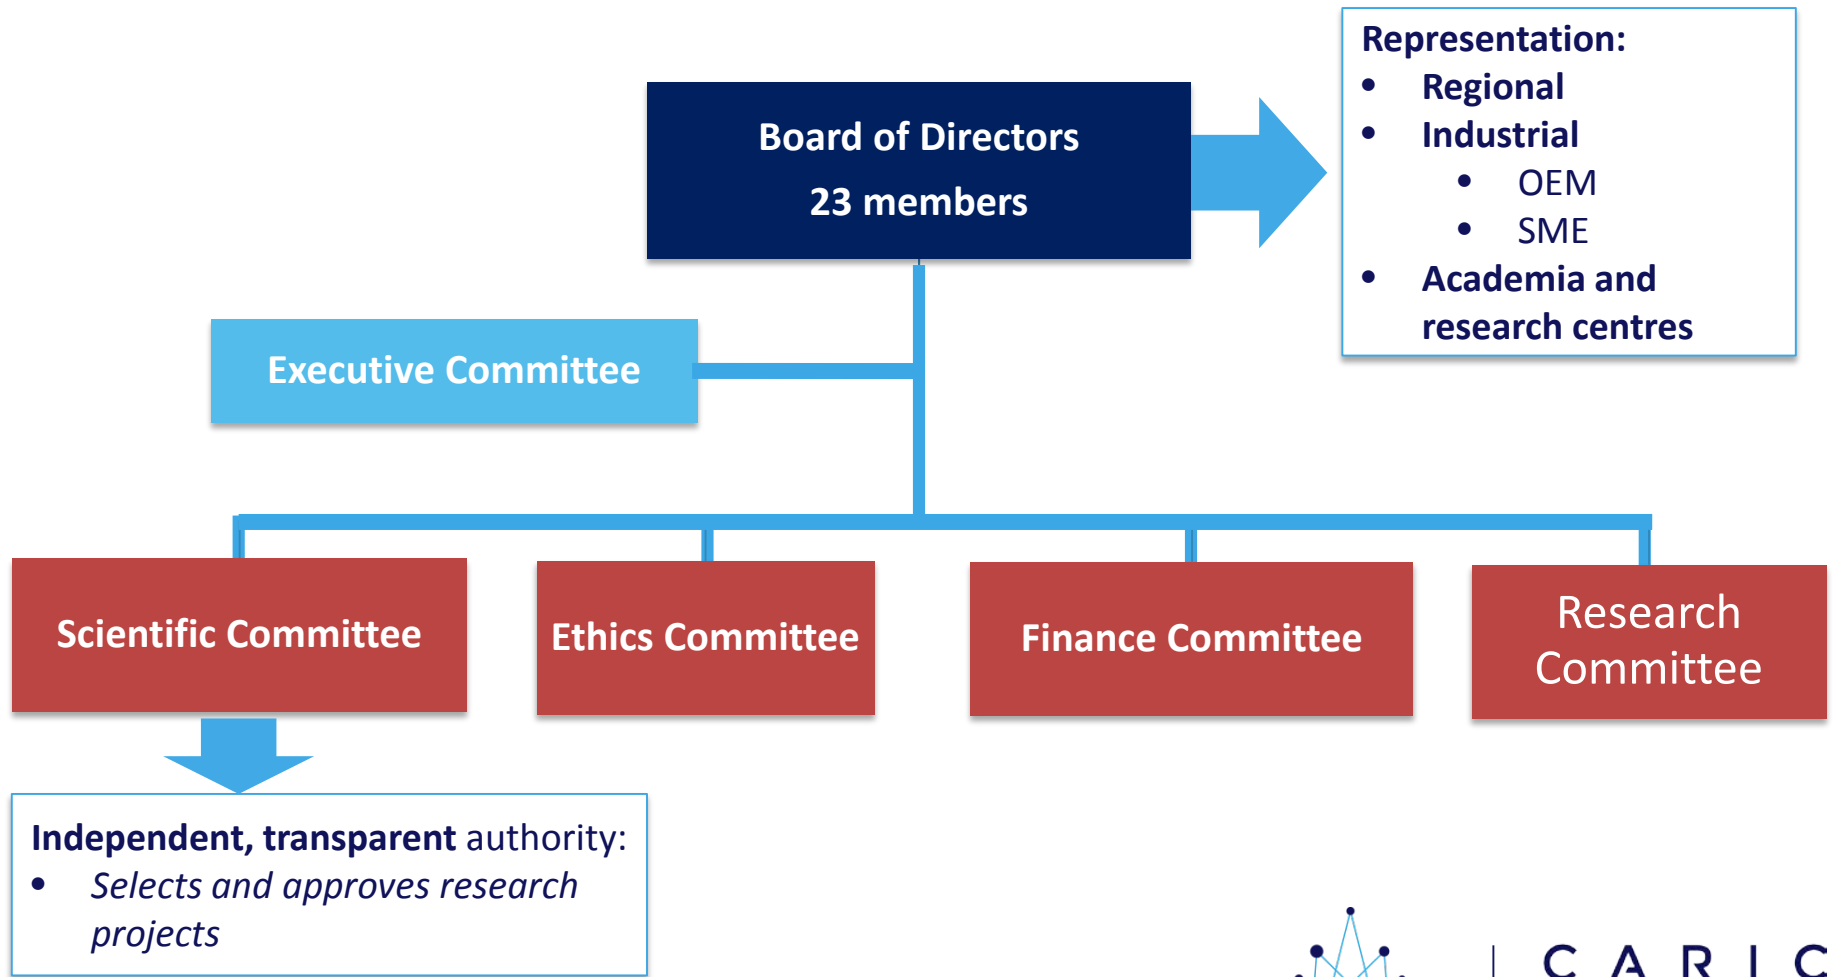 Board of Directors
23 members
Representation:
• Regional
• Industrial
• OEM
• SME
• Academia and
research centres
Executive Committee
Scientific Committee
Ethics Committee
Finance Committee
Research
Committee
Independent, transparent authority:
• Selects and approves research
projects
CARIC